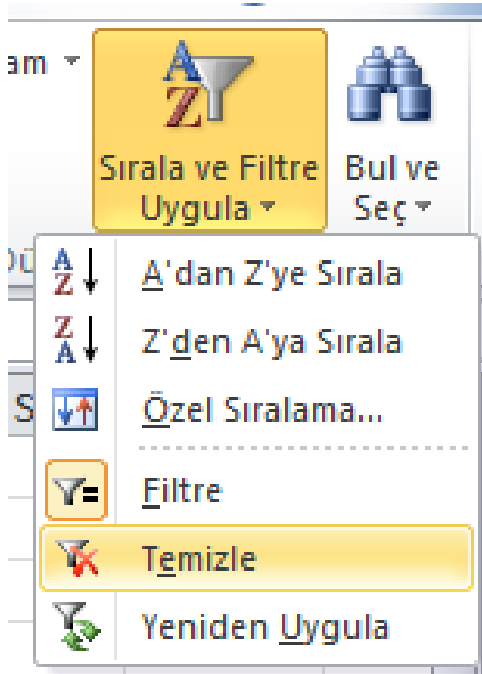 am
Sırala ve Filtre
Uygula
Bul ve
Seç
A'dan Z'ye Sırala
Z'den A'ya Sırala
S
Özel Sıralama...
Filtre
Temizle
Yeniden Uygula